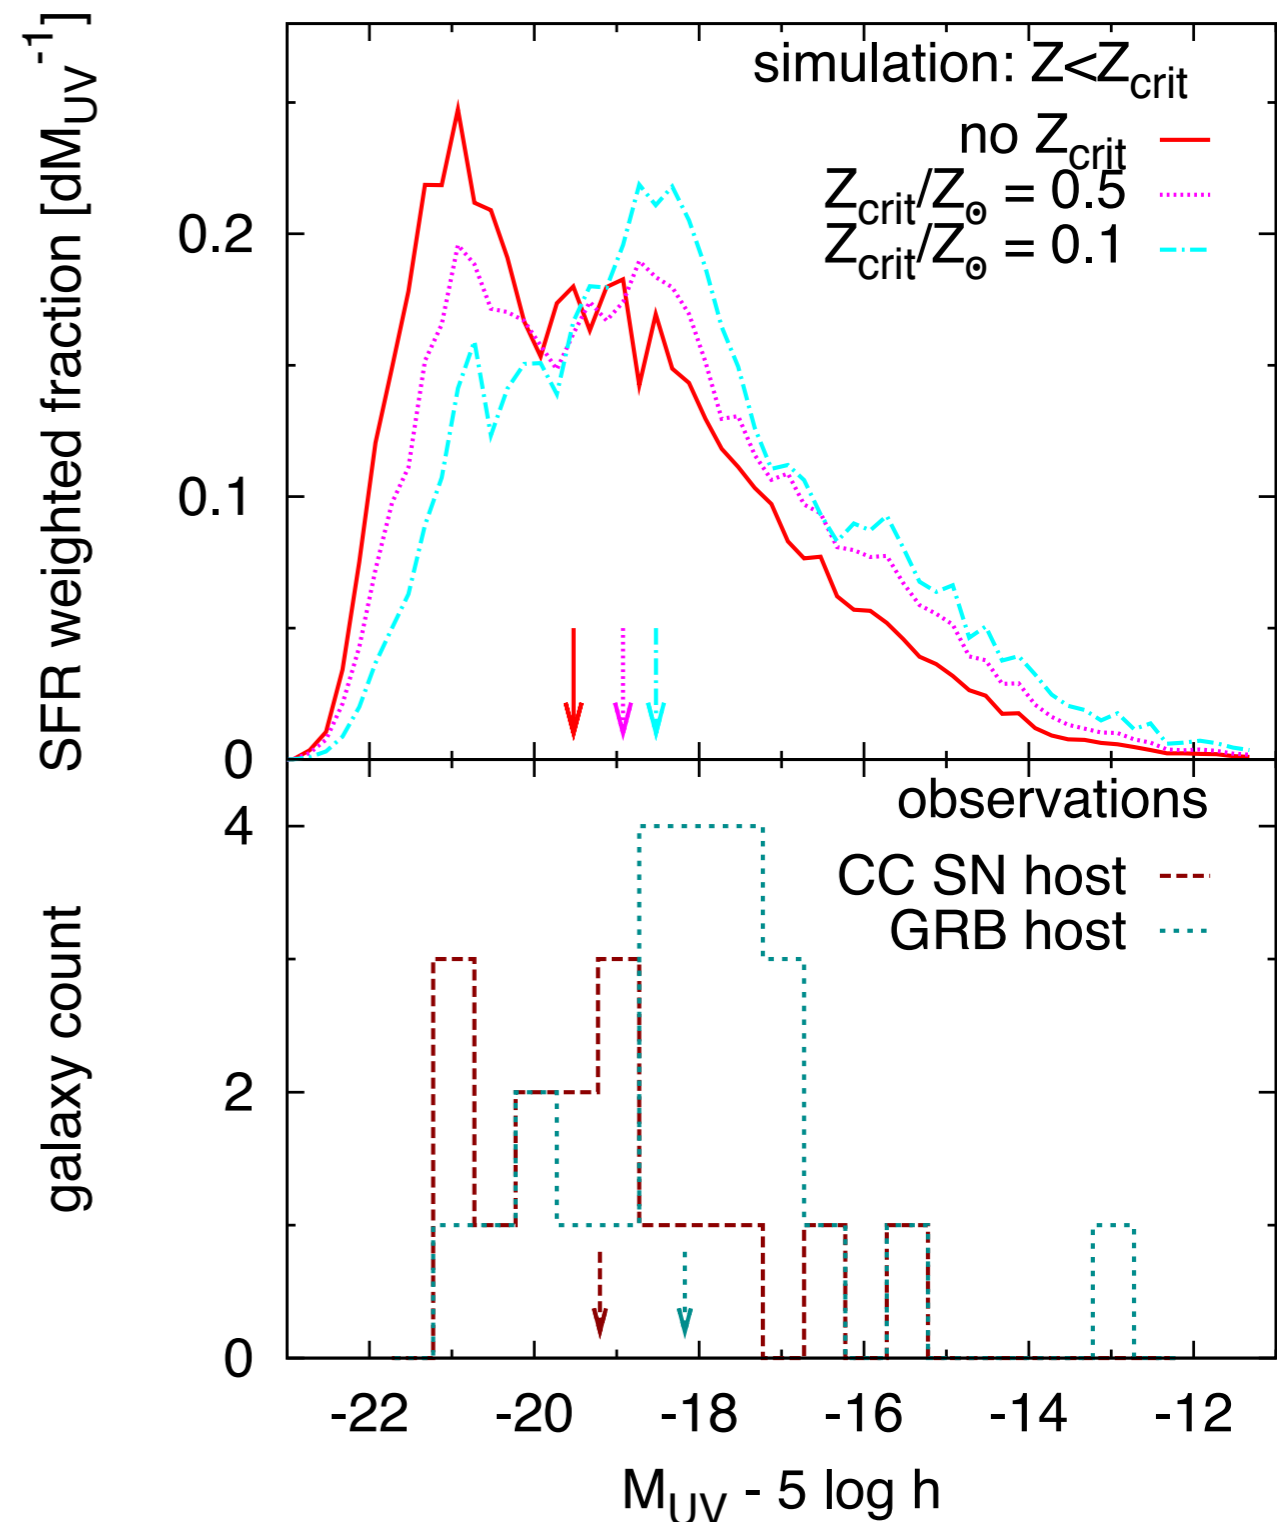 SFR weighted fraction [dM_UV^-1]
simulation: Z<Z_crit
no Z_crit
Z_crit/Z_⊙ = 0.5
Z_crit/Z_⊙ = 0.1
0.2
0.1
0
galaxy count
observations
CC SN host
GRB host
4
2
0
-22 -20 -18 -16 -14 -12
M_UV - 5 log h